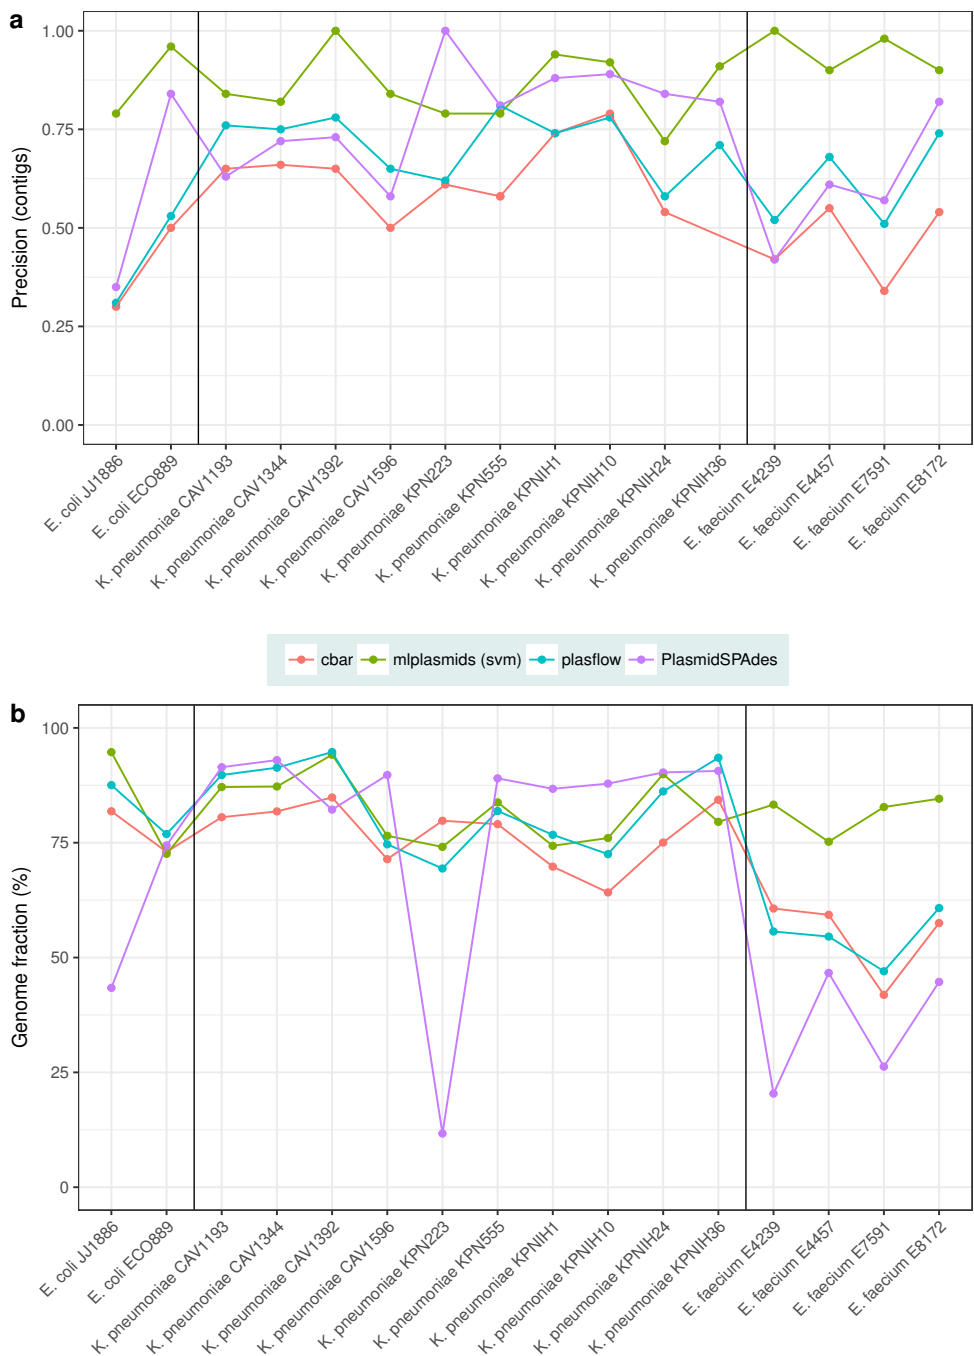 a
Precision (contigs)
1.00
0.75
0.50
0.25
0.00
E. coli JJ1886
E. coli ECO889
K. pneumoniae CAV1193
K. pneumoniae CAV1344
K. pneumoniae CAV1392
K. pneumoniae CAV1596
K. pneumoniae KPN223
K. pneumoniae KPN555
K. pneumoniae KPNIH1
K. pneumoniae KPNIH10
K. pneumoniae KPNIH24
K. pneumoniae KPNIH36
E. faecium E4239
E. faecium E4457
E. faecium E7591
E. faecium E8172
cbar mlplasmids (svm) plasflow PlasmidSPAdes
b
Genome fraction (%)
100
75
50
25
0
E. coli JJ1886
E. coli ECO889
K. pneumoniae CAV1193
K. pneumoniae CAV1344
K. pneumoniae CAV1392
K. pneumoniae CAV1596
K. pneumoniae KPN223
K. pneumoniae KPN555
K. pneumoniae KPNIH1
K. pneumoniae KPNIH10
K. pneumoniae KPNIH24
K. pneumoniae KPNIH36
E. faecium E4239
E. faecium E4457
E. faecium E7591
E. faecium E8172